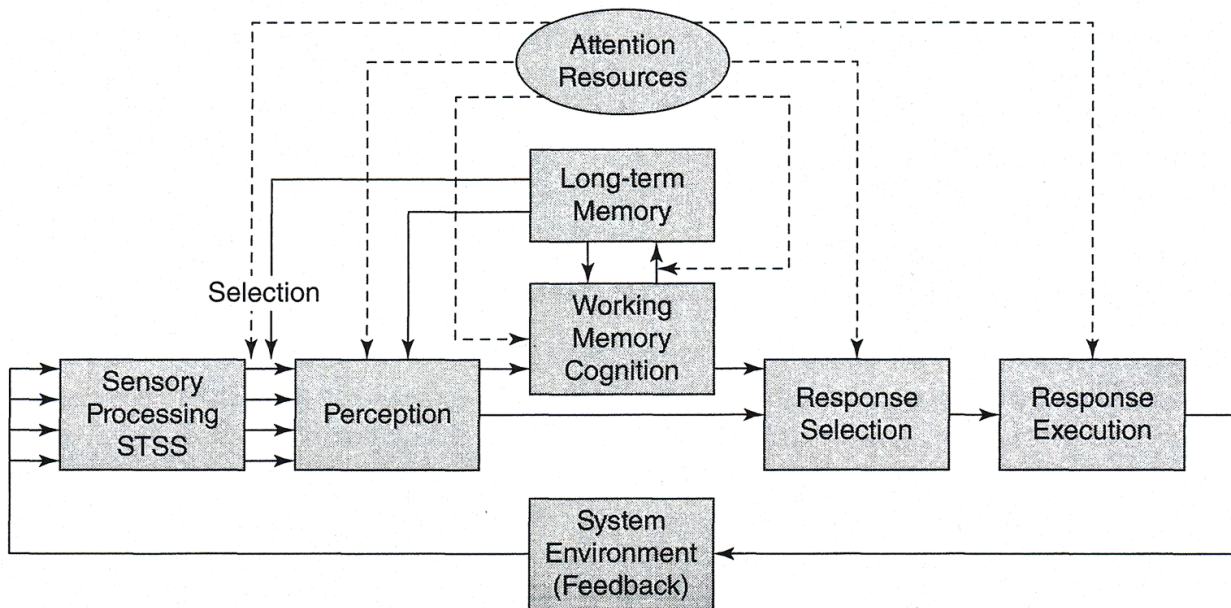 Attention
Resources
Long-term
Memory
Selection
Working
Memory
Cognition
Sensory
Processing
STSS
Perception
Response
Selection
Response
Execution
System
Environment
(Feedback)